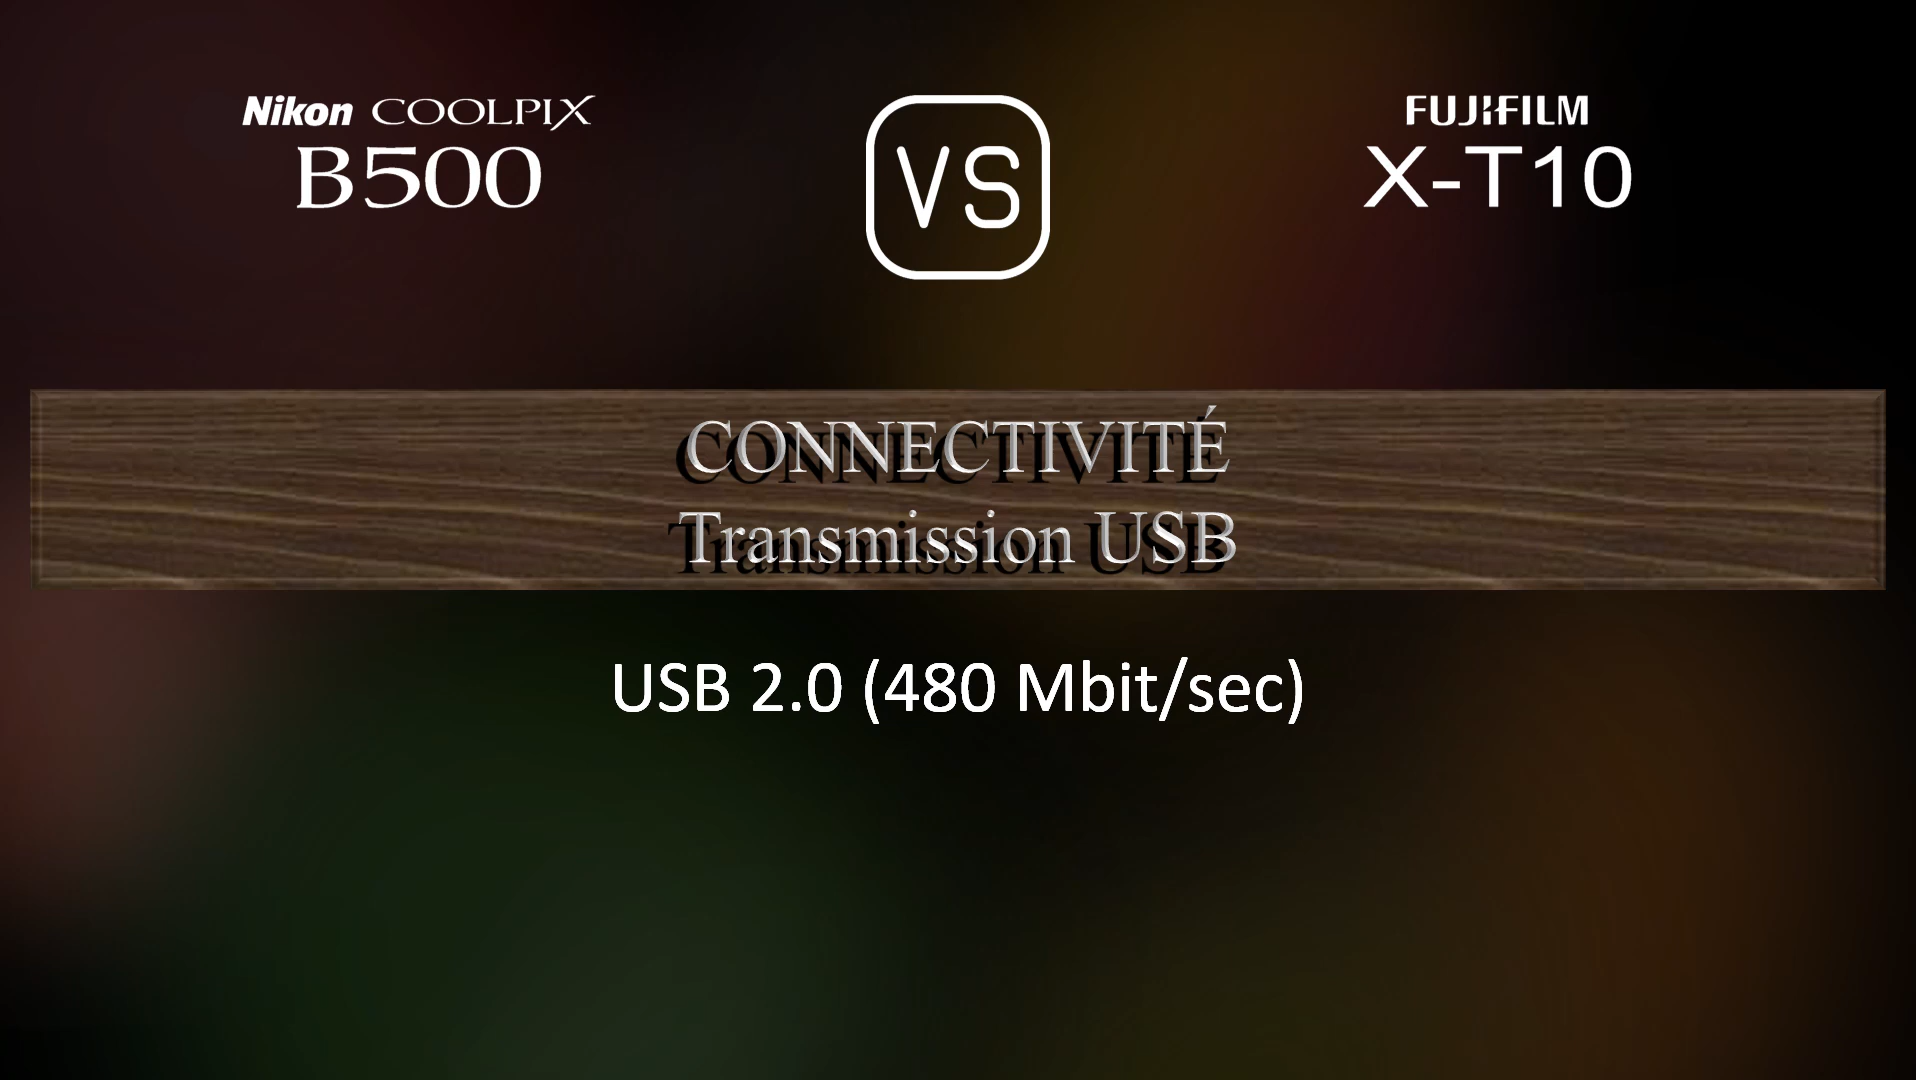 Nikon COOLPIX
B500
VS
FUJIFILM
X-T10
CONNECTIVITÉ
Transmission USB
USB 2.0 (480 Mbit/sec)